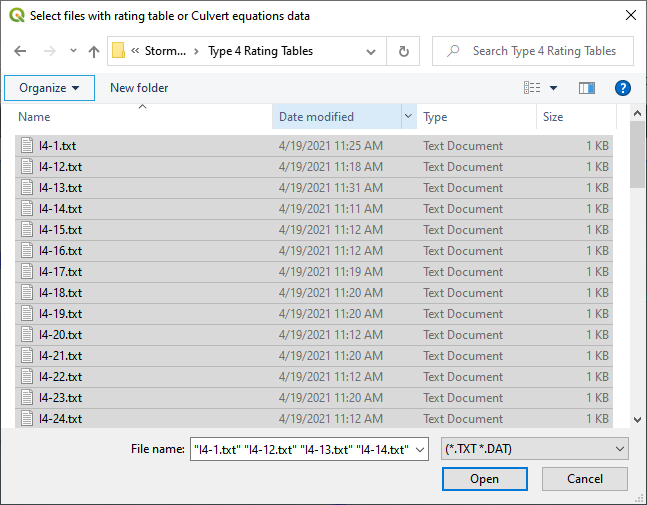 Select files with rating table or Culvert equations data
« Storm... > Type 4 Rating Tables
Search Type 4 Rating Tables
Organize New folder
Name Date modified Type Size
I4-1.txt 4/19/2021 11:25 AM Text Document 1 KB
I4-12.txt 4/19/2021 11:18 AM Text Document 1 KB
I4-13.txt 4/19/2021 11:31 AM Text Document 1 KB
I4-14.txt 4/19/2021 11:11 AM Text Document 1 KB
I4-15.txt 4/19/2021 11:12 AM Text Document 1 KB
I4-16.txt 4/19/2021 11:12 AM Text Document 1 KB
I4-17.txt 4/19/2021 11:19 AM Text Document 1 KB
I4-18.txt 4/19/2021 11:20 AM Text Document 1 KB
I4-19.txt 4/19/2021 11:20 AM Text Document 1 KB
I4-20.txt 4/19/2021 11:12 AM Text Document 1 KB
I4-21.txt 4/19/2021 11:20 AM Text Document 1 KB
I4-22.txt 4/19/2021 11:12 AM Text Document 1 KB
I4-23.txt 4/19/2021 11:20 AM Text Document 1 KB
I4-24.txt 4/19/2021 11:12 AM Text Document 1 KB
File name: "I4-1.txt" "I4-12.txt" "I4-13.txt" "I4-14.txt" (*.TXT *.DAT)
Open Cancel